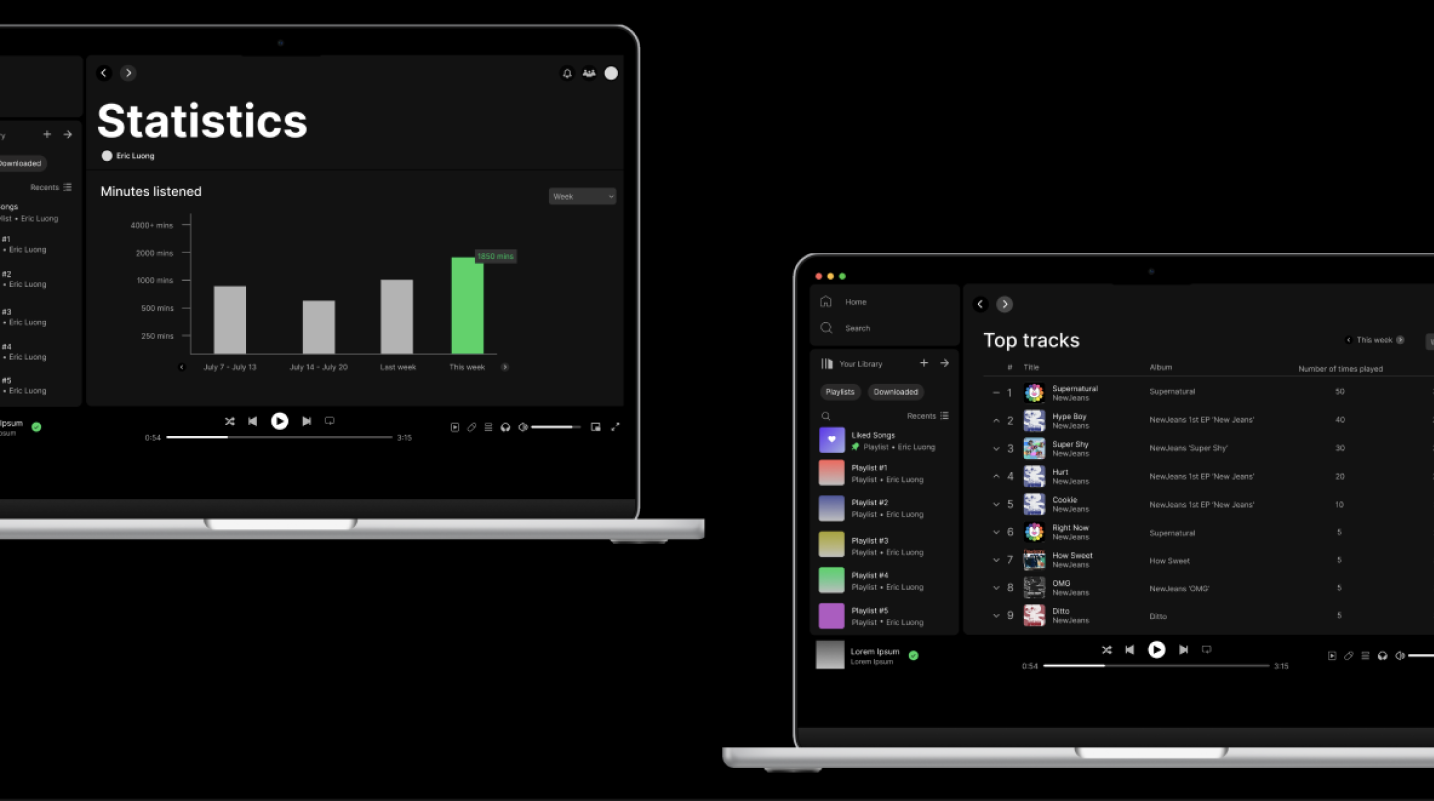 Statistics
Eric Luong
Downloaded
Recents
• Eric Luong
#1
• Eric Luong
#2
• Eric Luong
#3
• Eric Luong
#4
• Eric Luong
#5
• Eric Luong
Minutes listened
Week
4000+ mins
2000 mins
1000 mins
500 mins
250 mins
1850 mins
July 7 - July 13
July 14 - July 20
Last week
This week
0:54
3:15
Home
Search
Your Library
Playlists
Downloaded
Recents
Liked Songs
Playlist • Eric Luong
Playlist #1
Playlist • Eric Luong
Playlist #2
Playlist • Eric Luong
Playlist #3
Playlist • Eric Luong
Playlist #4
Playlist • Eric Luong
Playlist #5
Playlist * Eric Luong
Lorem Ipsum
Lorem Ipsum
Top tracks
This week
# Title Album Number of times played
1 Supernatural Supernatural 50
NewJeans
2 Hype Boy NewJeans 1st EP 'New Jeans' 40
NewJeans
3 Super Shy NewJeans 'Super Shy' 30
NewJeans
4 Hurt NewJeans 1st EP 'New Jeans' 20
NewJeans
5 Cookie NewJeans 1st EP 'New Jeans' 10
NewJeans
6 Right Now Supernatural 5
NewJeans
7 How Sweet How Sweet 5
NewJeans
8 OMG NewJeans 'OMG' 5
NewJeans
9 Ditto Ditto 5
NewJeans
0:54
3:15